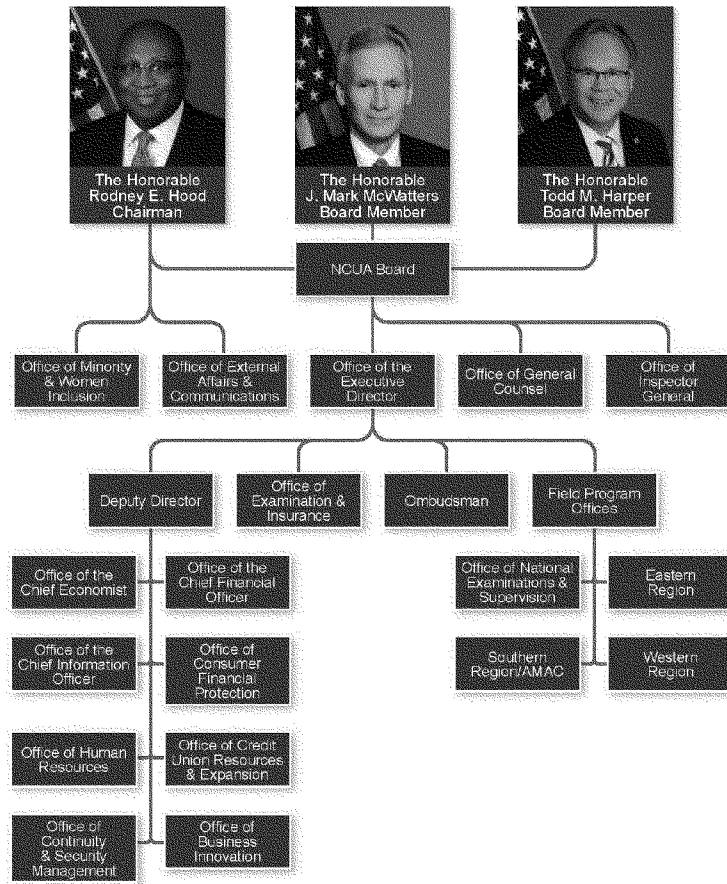 The Honorable
Rodney E. Hood
Chairman
The Honorable
J. Mark McWatters
Board Member
The Honorable
Todd M. Harper
Board Member
NCUA Board
Office of Minority
& Women
Inclusion
Office of External
Affairs &
Communications
Office of the
Executive
Director
Office of General
Counsel
Office of
Inspector
General
Deputy Director
Office of
Examination &
Insurance
Ombudsman
Field Program
Offices
Office of the
Chief Economist
Office of the
Chief Financial
Officer
Office of National
Examinations &
Supervision
Eastern
Region
Office of the
Chief Information
Officer
Office of
Consumer
Financial
Protection
Southern
Region/AMAC
Western
Region
Office of Human
Resources
Office of Credit
Union Resources
& Expansion
Office of
Continuity
& Security
Management
Office of
Business
Innovation